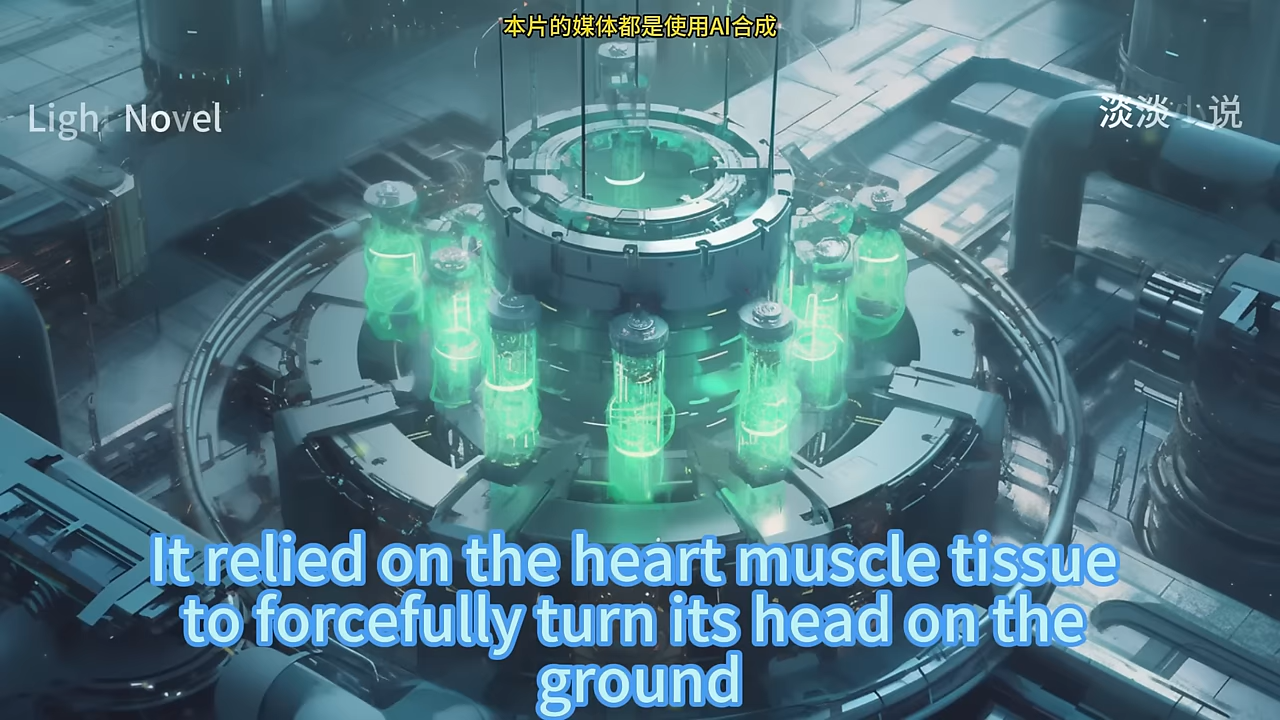 本片的媒体都是使用AI合成
Light Novel
淡淡小说
It relied on the heart muscle tissue
to forcefully turn its head on the
ground